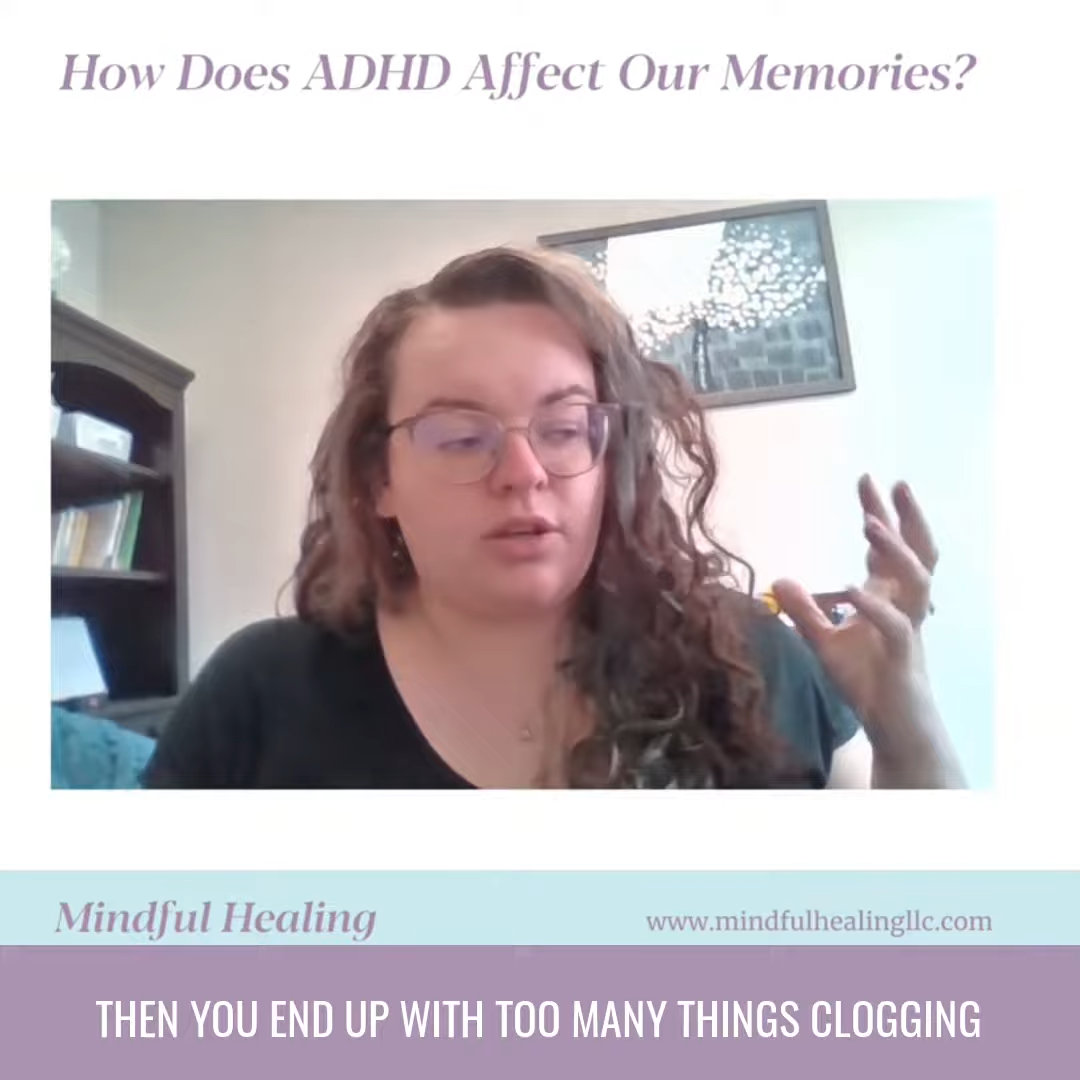 How Does ADHD Affect Our Memories?
Mindful Healing
www.mindfulhealingllc.com
THEN YOU END UP WITH TOO MANY THINGS CLOGGING